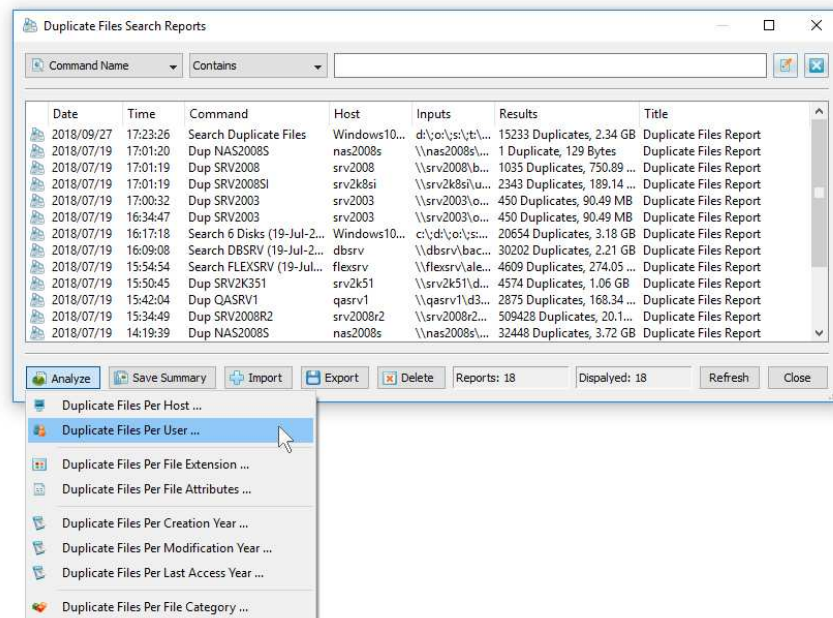 Duplicate Files Search Reports
Command Name Contains
Date Time Command Host Inputs Results Title
2018/09/27 17:23:26 Search Duplicate Files Windows10... d:\;o:\;s:\;t:\... 15233 Duplicates, 2.34 GB Duplicate Files Report
2018/07/19 17:01:20 Dup NAS2008S nas2008s \\nas2008s\... 1 Duplicate, 129 Bytes Duplicate Files Report
2018/07/19 17:01:19 Dup SRV2008 srv2008 \\srv2008\b... 1035 Duplicates, 750.89 ... Duplicate Files Report
2018/07/19 17:01:19 Dup SRV2008SI srv2k8si \\srv2k8si\u... 2343 Duplicates, 189.14 ... Duplicate Files Report
2018/07/19 17:00:32 Dup SRV2003 srv2003 \\srv2003\o... 450 Duplicates, 90.49 MB Duplicate Files Report
2018/07/19 16:34:47 Dup SRV2003 srv2003 \\srv2003\o... 450 Duplicates, 90.49 MB Duplicate Files Report
2018/07/19 16:17:18 Search 6 Disks (19-Jul-2... Windows10... c:\;d:\;o:\;s:... 20654 Duplicates, 3.18 GB Duplicate Files Report
2018/07/19 16:09:08 Search DBSRV (19-Jul-2... dbsrv \\dbsrv\bac... 30202 Duplicates, 2.21 GB Duplicate Files Report
2018/07/19 15:54:54 Search FLEXSRV (19-Jul... flexsrv \\flexsrv\ale... 4609 Duplicates, 274.05 ... Duplicate Files Report
2018/07/19 15:50:45 Dup SRV2K351 srv2k51 \\srv2k51\d... 4574 Duplicates, 1.06 GB Duplicate Files Report
2018/07/19 15:42:04 Dup QASRV1 qasrv1 \\qasrv1\d3... 2875 Duplicates, 168.34 ... Duplicate Files Report
2018/07/19 15:34:49 Dup SRV2008R2 srv2008r2 \\srv2008r2... 509428 Duplicates, 20.1... Duplicate Files Report
2018/07/19 14:19:39 Dup NAS2008S nas2008s \\nas2008s\... 32448 Duplicates, 3.72 GB Duplicate Files Report
Analyze Save Summary Import Export Delete Reports: 18 Dispalyed: 18 Refresh Close
Duplicate Files Per Host ...
Duplicate Files Per User ...
Duplicate Files Per File Extension ...
Duplicate Files Per File Attributes ...
Duplicate Files Per Creation Year ...
Duplicate Files Per Modification Year ...
Duplicate Files Per Last Access Year ...
Duplicate Files Per File Category ...